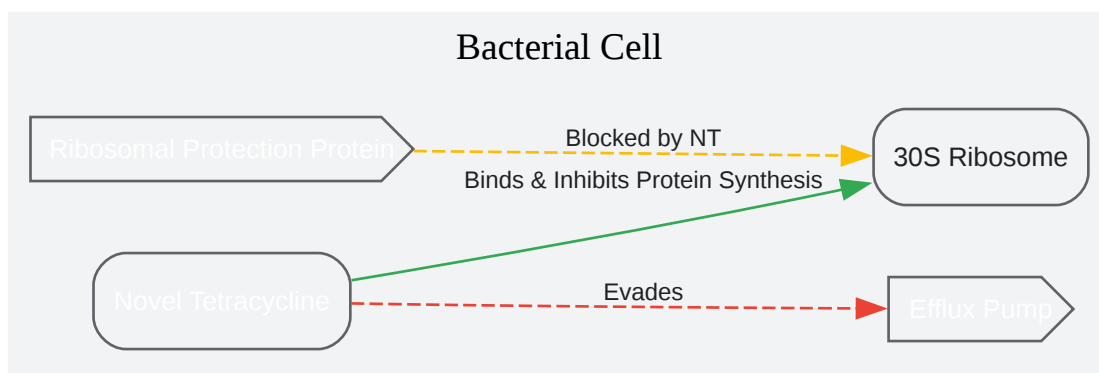 Bacterial Cell
Ribosomal Protection Protein
Blocked by NT
30S Ribosome
Binds & Inhibits Protein Synthesis
Novel Tetracycline
Evades
Efflux Pump